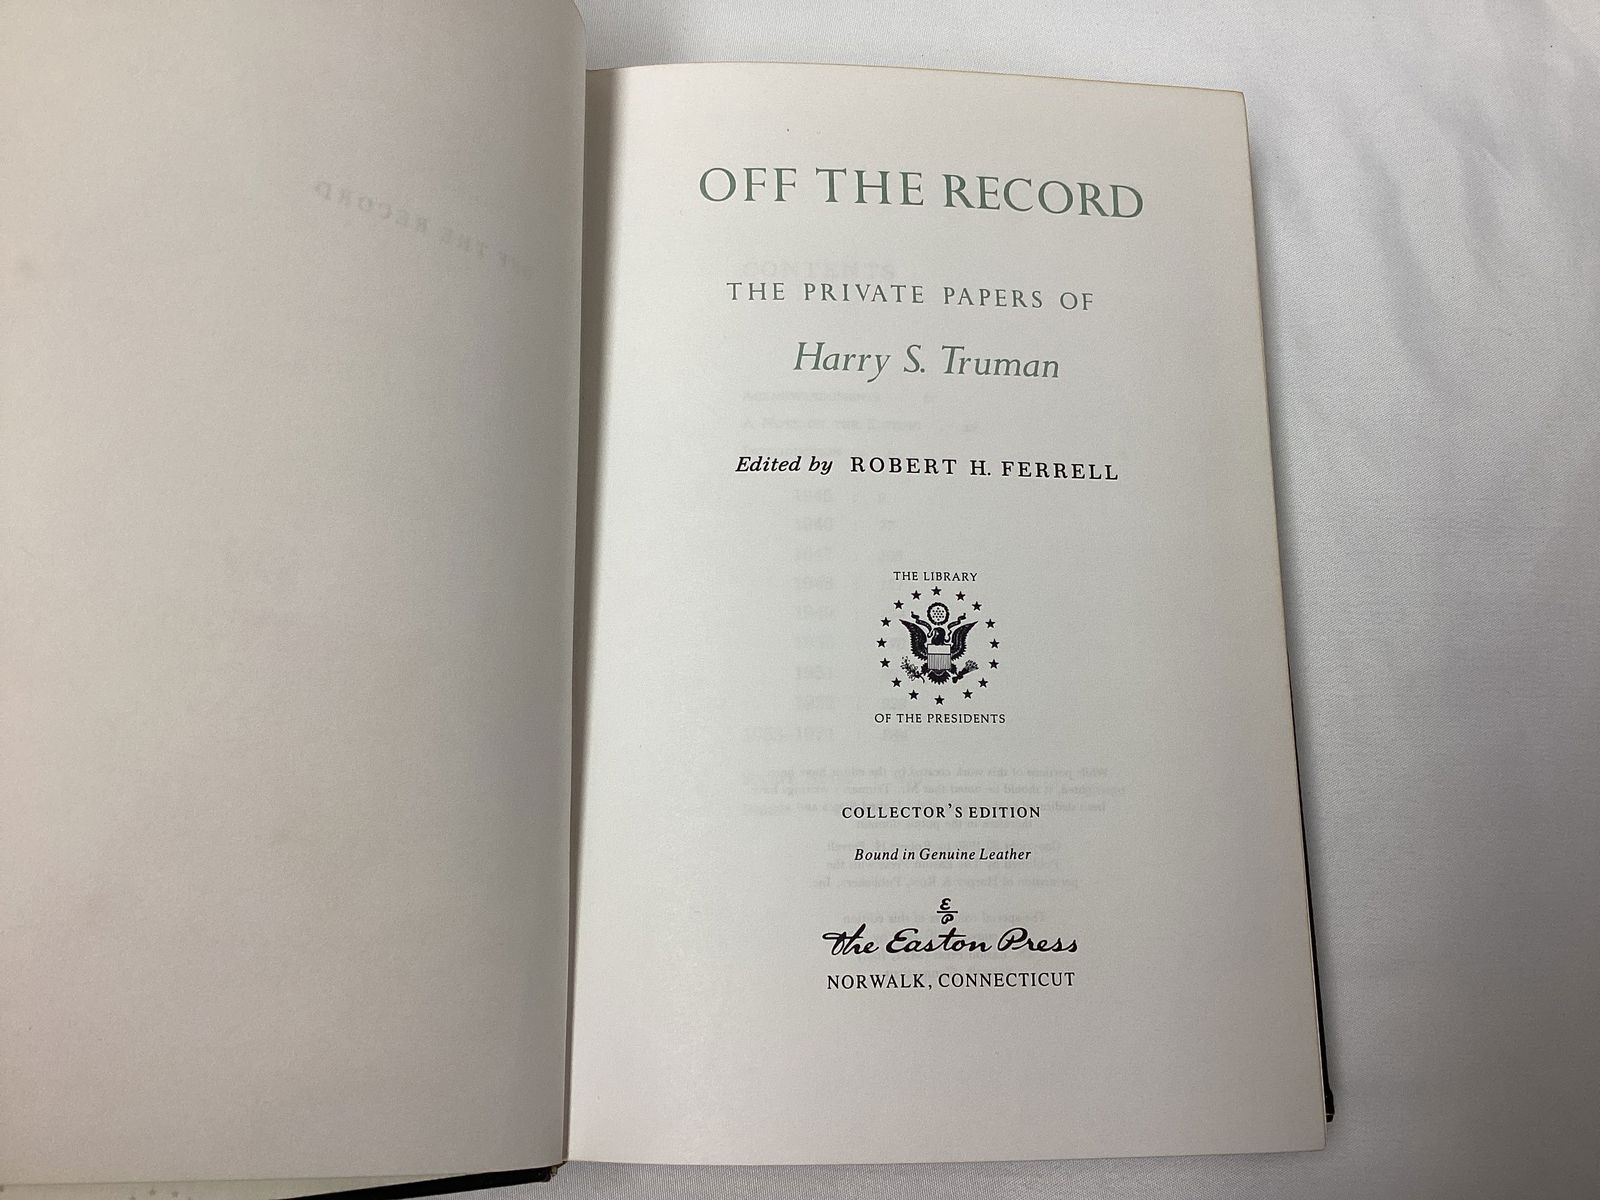 OFF THE RECORD
THE PRIVATE PAPERS OF
Harry S. Truman
Edited by ROBERT H. FERRELL
THE LIBRARY
OF THE PRESIDENTS
COLLECTOR'S EDITION
Bound in Genuine Leather
E
P
The Easton Press
NORWALK, CONNECTICUT